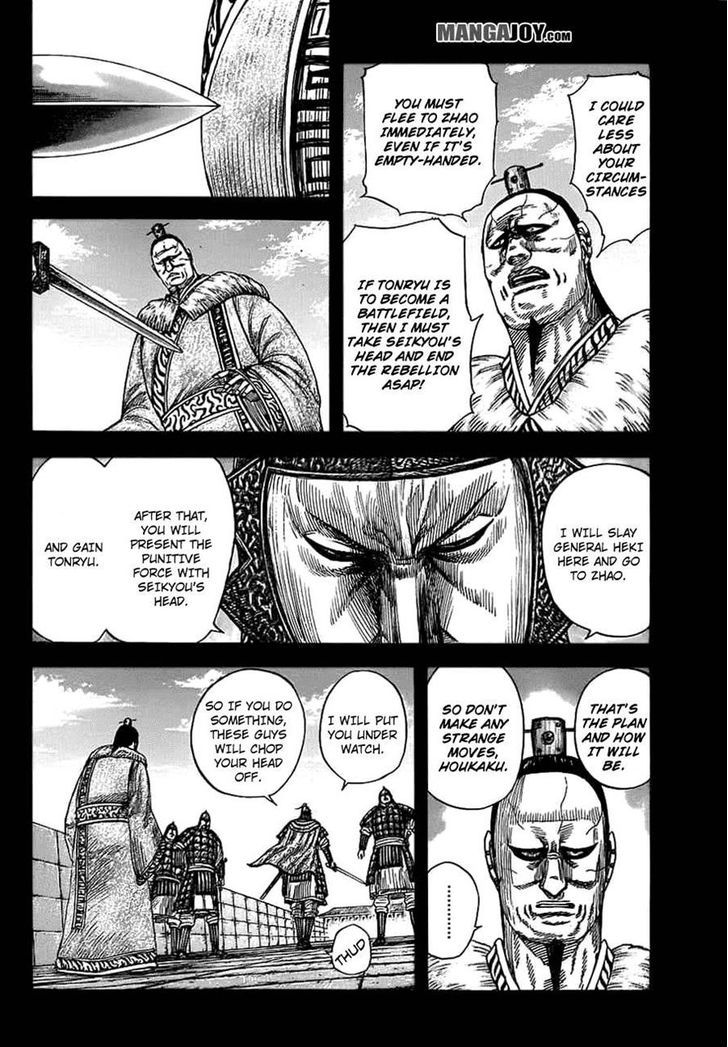 MANGAJOY.COM
I COULD
CARE
LESS
ABOUT
YOUR
CIRCUM-
STANCES
YOU MUST
FLEE TO ZHAO
IMMEDIATELY,
EVEN IF IT'S
EMPTY-HANDED.
IF TONRYU IS
IS TO BECOME A
BATTLEFIELD,
THEN I MUST
TAKE SEIKYOU'S
HEAD AND END
THE REBELLION
ASAP!
I WILL SLAY
GENERAL HEKI
HERE AND GO
TO ZHAO.
AFTER THAT,
YOU WILL
PRESENT THE
PUNITIVE
FORCE WITH
SEIKYOU'S
HEAD.
AND GAIN
TONRYU.
THAT'S
THE PLAN
AND HOW
IT WILL
BE.
SO DON'T
MAKE ANY
STRANGE
MOVES,
HOUKAKU.
.........
I WILL PUT
YOU UNDER
WATCH.
SO IF YOU DO
SOMETHING,
THESE GUYS
WILL CHOP
YOUR HEAD
OFF.
THUD